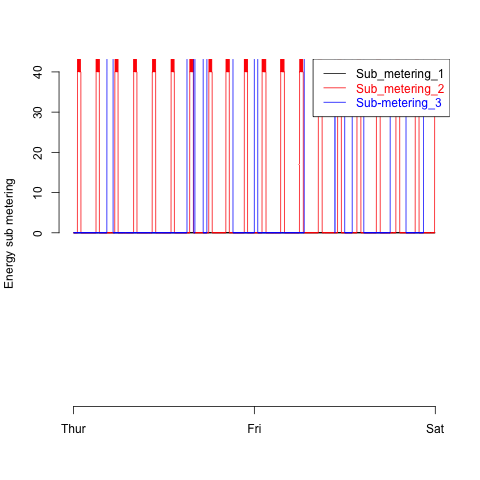 Sub_metering_1
Sub_metering_2
Sub-metering_3
Energy sub metering
40
30
20
10
0
Thur Fri Sat